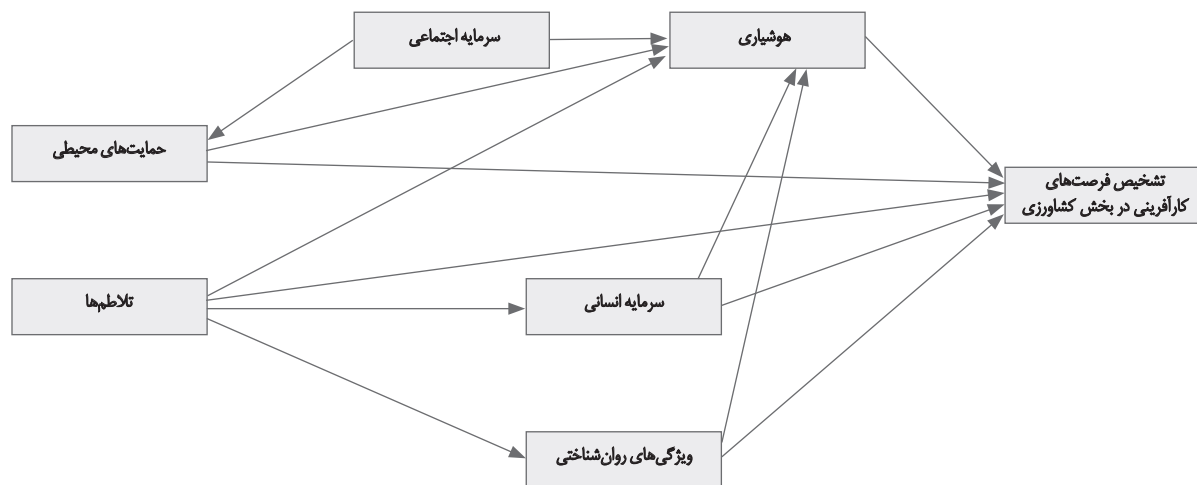 هوشیاری
سرمایه اجتماعی
حمایت‌های محیطی
تشخیص فرصت‌های
کارآفرینی در بخش کشاورزی
سرمایه انسانی
تلاطم‌ها
ویژگی‌های روان‌شناختی